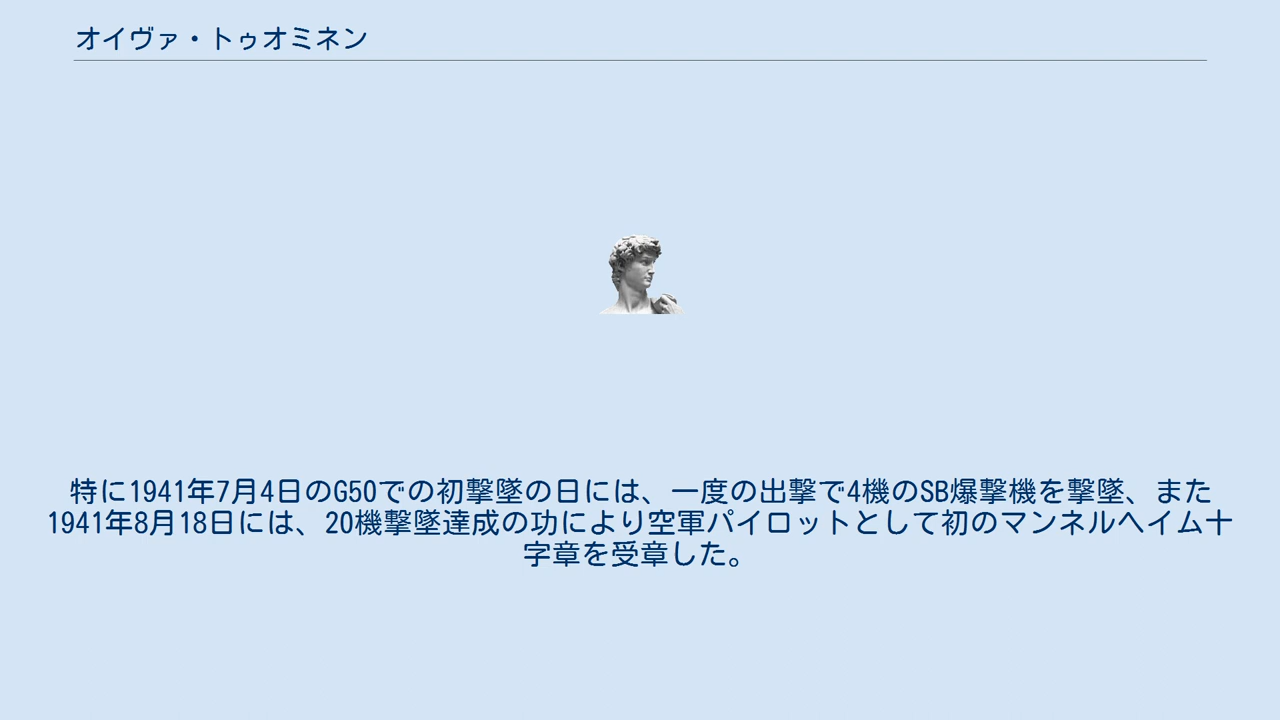 オイヴァ・トゥオミネン
特に1941年7月4日のG50での初撃墜の日には、一度の出撃で4機のSB爆撃機を撃墜、また
1941年8月18日には、20機撃墜達成の功により空軍パイロットとして初のマンネルヘイム十
字章を受章した。